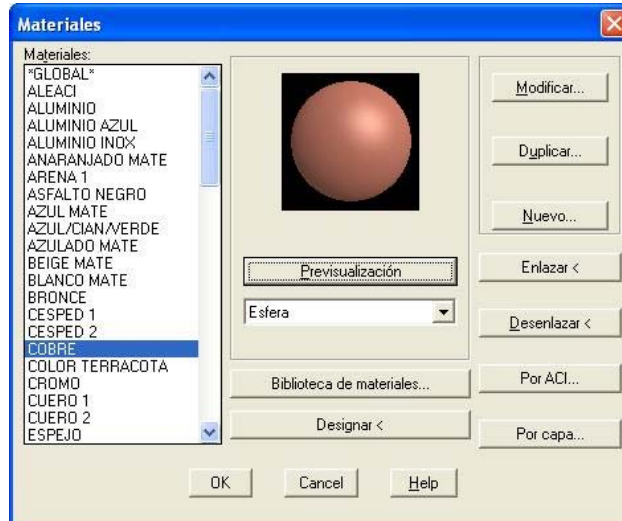 Materiales
Materiales:
*GLOBAL*
ALEACI
ALUMINIO
ALUMINIO AZUL
ALUMINIO INOX
ANARANJADO MATE
ARENA 1
ASFALTO NEGRO
AZUL MATE
AZUL/CIAN/VERDE
AZULADO MATE
BEIGE MATE
BLANCO MATE
BRONCE
CESPED 1
CESPED 2
COBRE
COLOR TERRACOTA
CROMO
CUERO 1
CUERO 2
ESPEJO
Previsualización
Esfera
Biblioteca de materiales...
Designar <
Modificar...
Duplicar...
Nuevo...
Enlazar <
Desenlazar <
Por ACI...
Por capa...
OK
Cancel
Help